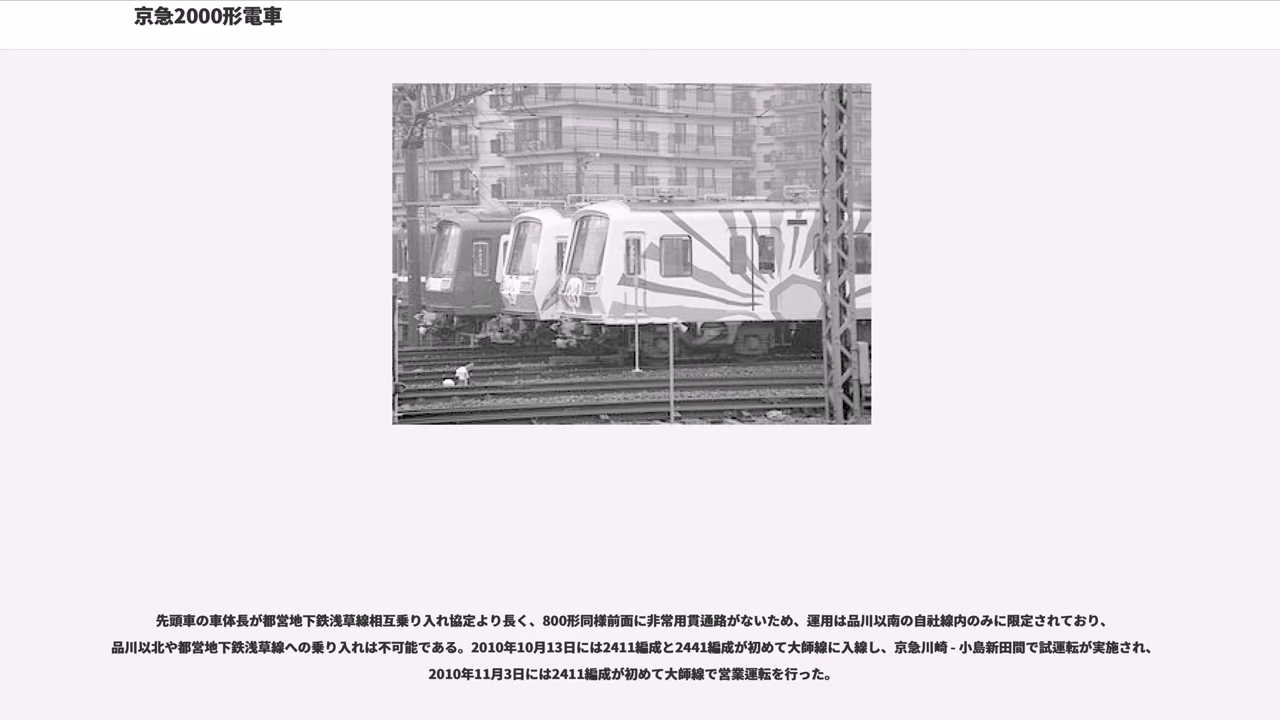 京急2000形電車
先頭車の車体長が都営地下鉄浅草線相互乗り入れ協定より長く、800形同様前面に非常用貫通路がないため、運用は品川以南の自社線内のみに限定されており、
品川以北や都営地下鉄浅草線への乗り入れは不可能である。2010年10月13日には2411編成と2441編成が初めて大師線に入線し、京急川崎 - 小島新田間で試運転が実施され、
2010年11月3日には2411編成が初めて大師線で営業運転を行った。